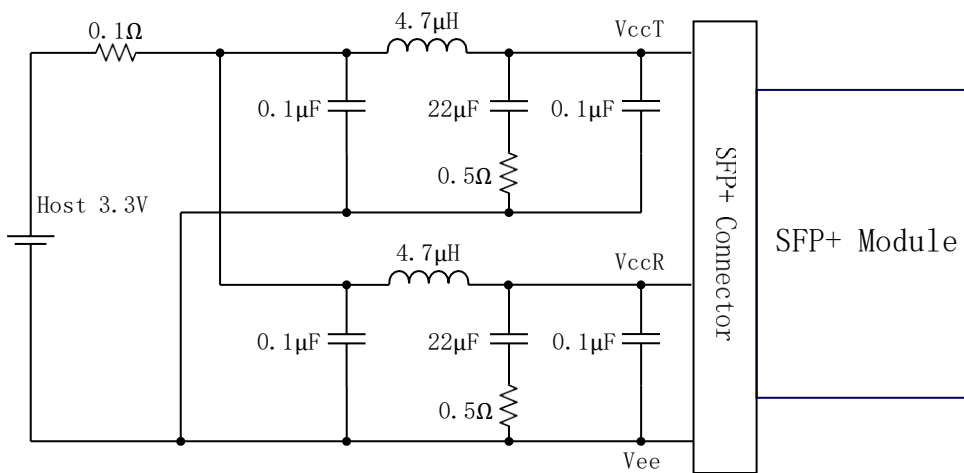 0.1Ω
4.7μH
VccT
0.1μF
22μF
0.1μF
0.5Ω
Host 3.3V
SFP+ Connector
SFP+ Module
4.7μH
VccR
0.1μF
22μF
0.1μF
0.5Ω
Vee